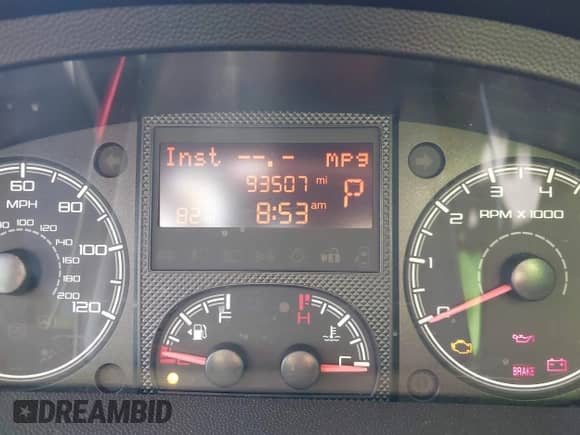 Inst --.- mpg
93507 mi
P
82
8:53 am
60
80
100
120
MPH
80 100 120
140
160
180
200
F
E
H
C
0
1
2
3
4
RPM X 1000
BRAKE
DREAMBID